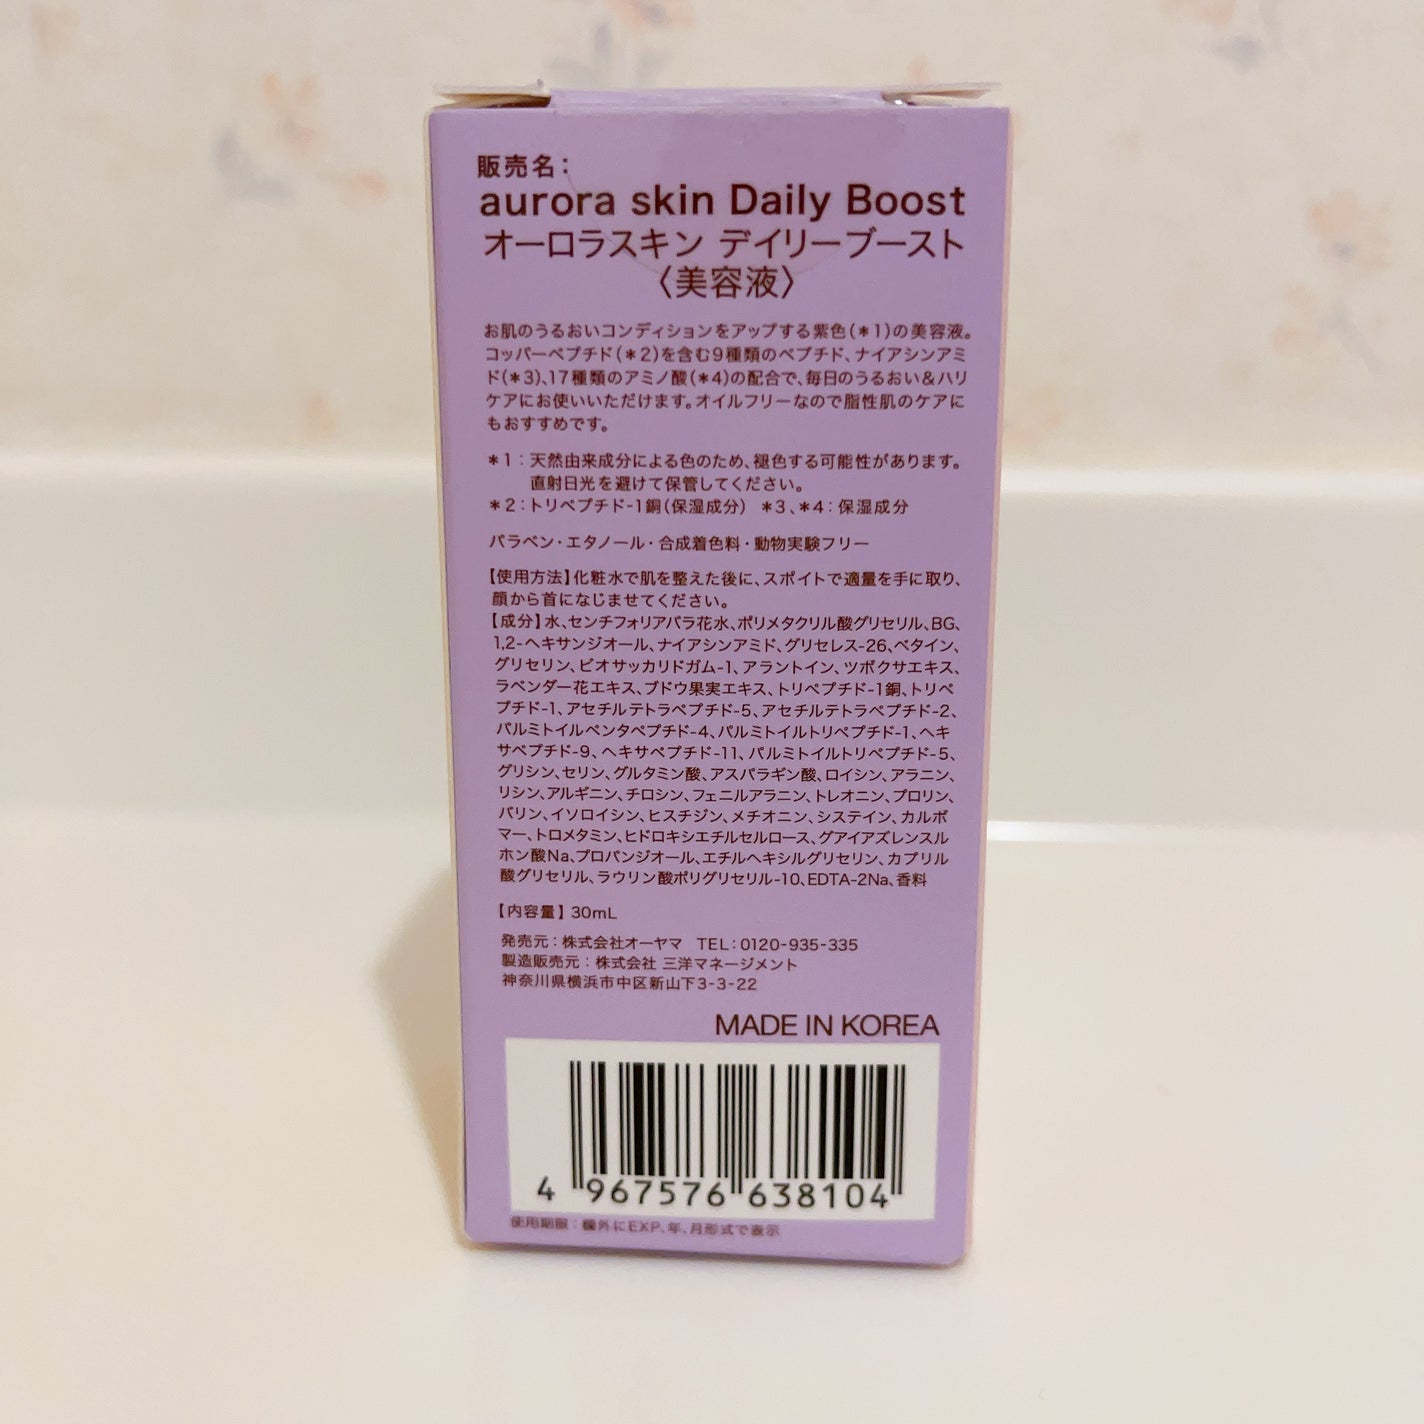 販売名:
aurora skin Daily Boost
オーロラスキン デイリーブースト
〈美容液〉
お肌のうるおいコンディションをアップする紫色(*1)の美容液。
コッパーペプチド(*2)を含む9種類のペプチド、ナイアシンアミ
ド(*3)、17種類のアミノ酸(*4)の配合で、毎日のうるおい&ハリ
ケアにお使いいただけます。オイルフリーなので脂性肌のケアに
もおすすめです。
*1:天然由来成分による色のため、褪色する可能性があります。
直射日光を避けて保管してください。
*2:トリペプチド-1銅(保湿成分) *3、*4:保湿成分
パラベン・エタノール・合成着色料・動物実験フリー
【使用方法】化粧水で肌を整えた後に、スポイトで適量を手に取り、
顔から首になじませてください。
【成分】水、センチフォリアバラ花水、ポリメタクリル酸グリセリル、BG、
1,2-ヘキサンジオール、ナイアシンアミド、グリセレス-26、ベタイン、
グリセリン、ビオサッカリドガム-1、アラントイン、ツボクサエキス、
ラベンダー花エキス、ブドウ果実エキス、トリペプチド-1銅、トリペ
プチド-1、アセチルテトラペプチド-5、アセチルテトラペプチド-2、
パルミトイルペンタペプチド-4、パルミトイルトリペプチド-1、ヘキ
サペプチド-9、ヘキサペプチド-11、パルミトイルトリペプチド-5、
グリシン、セリン、グルタミン酸、アスパラギン酸、ロイシン、アラニン、
リシン、アルギニン、チロシン、フェニルアラニン、トレオニン、プロリン、
バリン、イソロイシン、ヒスチジン、メチオニン、システイン、カルボ
マー、トロメタミン、ヒドロキシエチルセルロース、グアイアズレンスル
ホン酸Na、プロパンジオール、エチルヘキシルグリセリン、カプリル
酸グリセリル、ラウリン酸ポリグリセリル-10、EDTA-2Na、香料
【内容量】30mL
発売元:株式会社オーヤマ TEL:0120-935-335
製造販売元:株式会社 三洋マネージメント
神奈川県横浜市中区新山下3-3-22
MADE IN KOREA
4 967576 638104
使用期限:欄外にEXP、年、月形式で表示